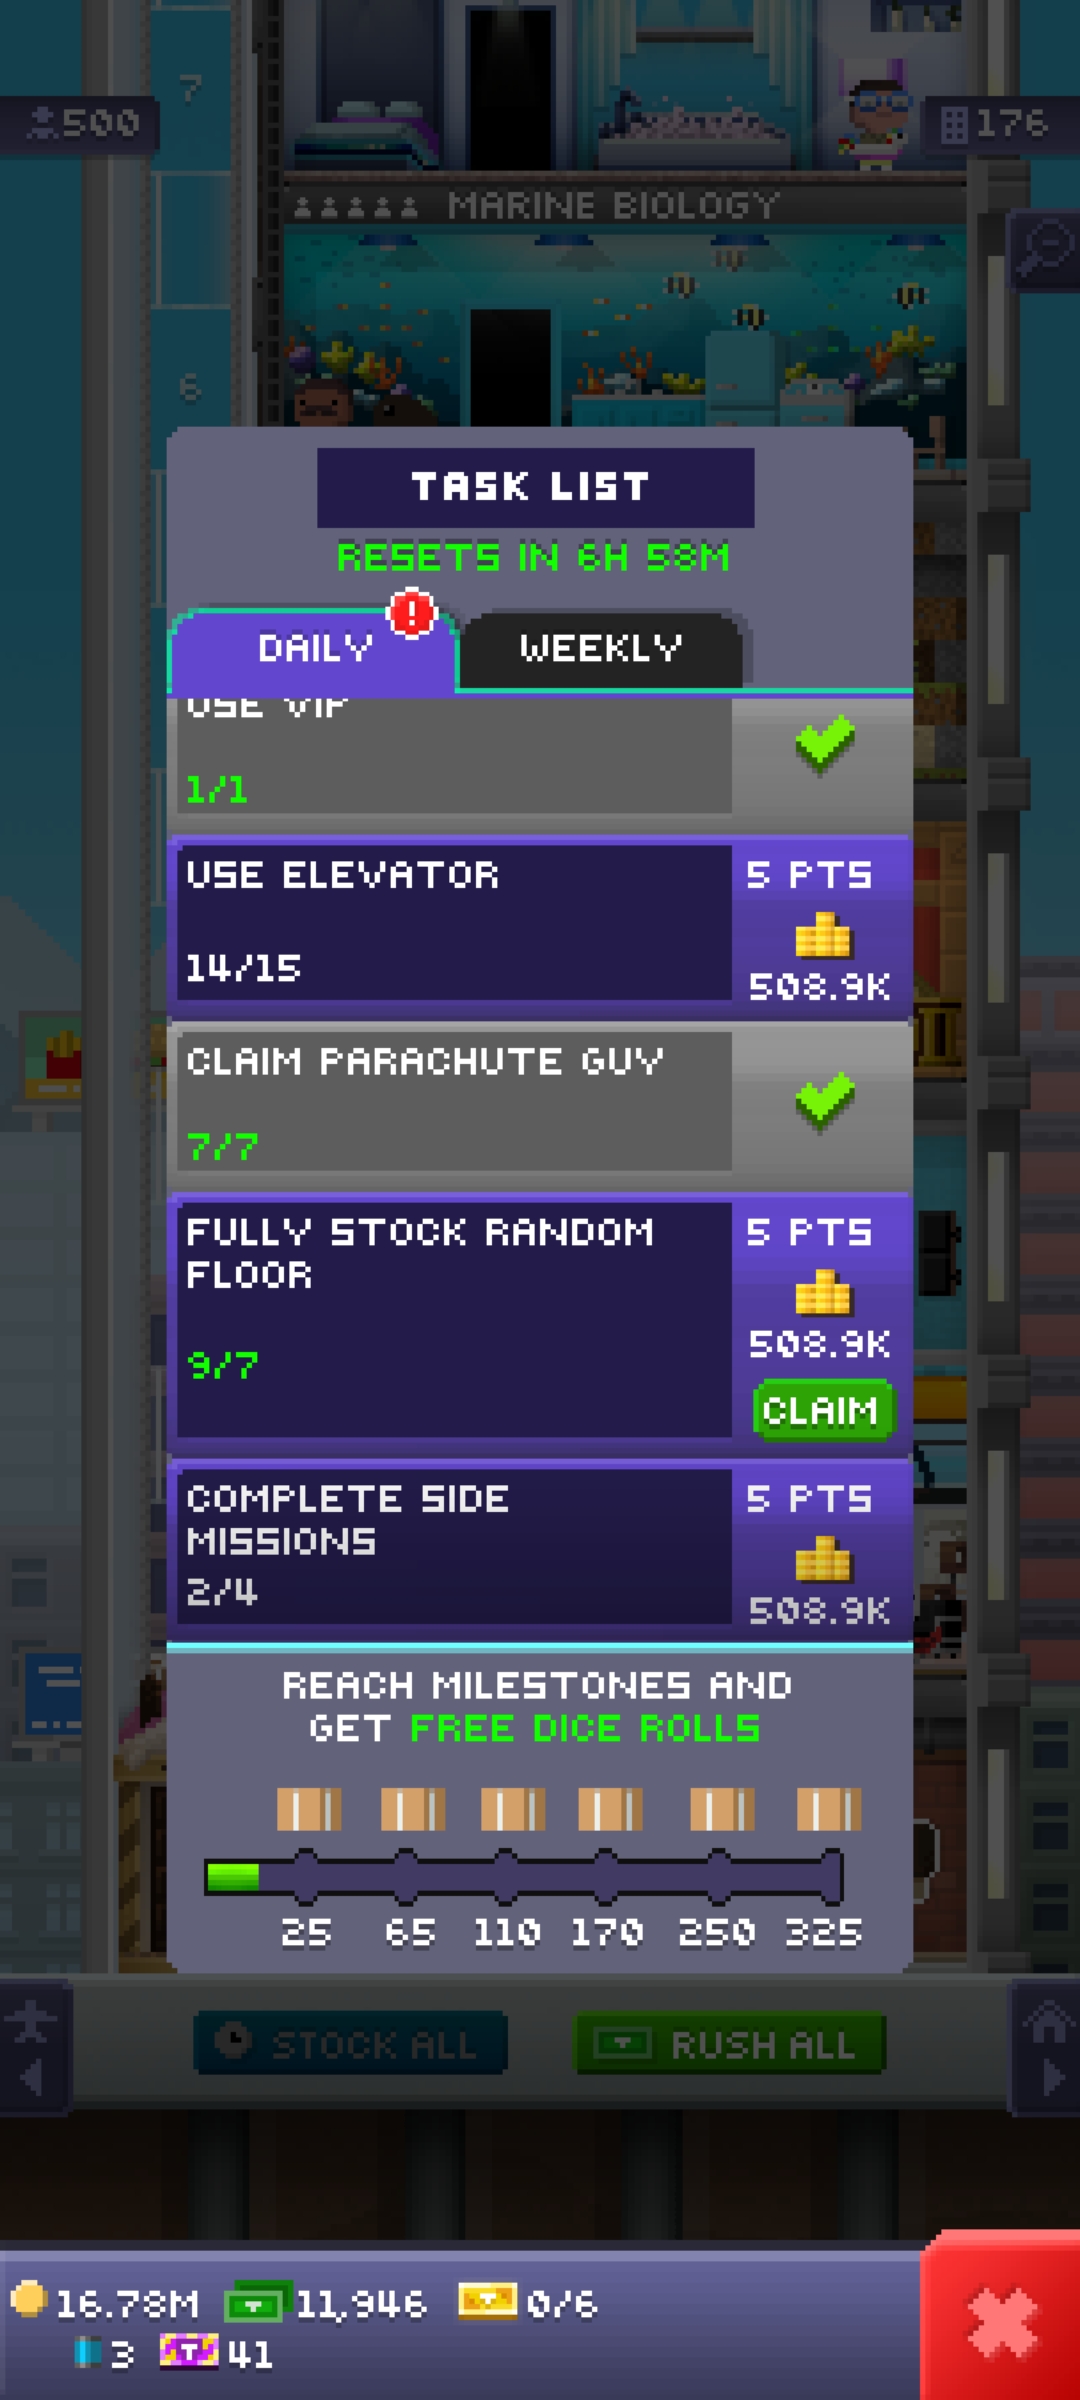 7
500
176
MARINE BIOLOGY
6
TASK LIST
RESETS IN 6H 58M
DAILY
WEEKLY
USE VIP
1/1
USE ELEVATOR
14/15
5 PTS
508.9K
CLAIM PARACHUTE GUY
7/7
FULLY STOCK RANDOM
FLOOR
9/7
5 PTS
508.9K
CLAIM
COMPLETE SIDE
MISSIONS
2/4
5 PTS
508.9K
REACH MILESTONES AND
GET FREE DICE ROLLS
25 65 110 170 250 325
STOCK ALL
RUSH ALL
16.78M 11,946 0/6
3 41